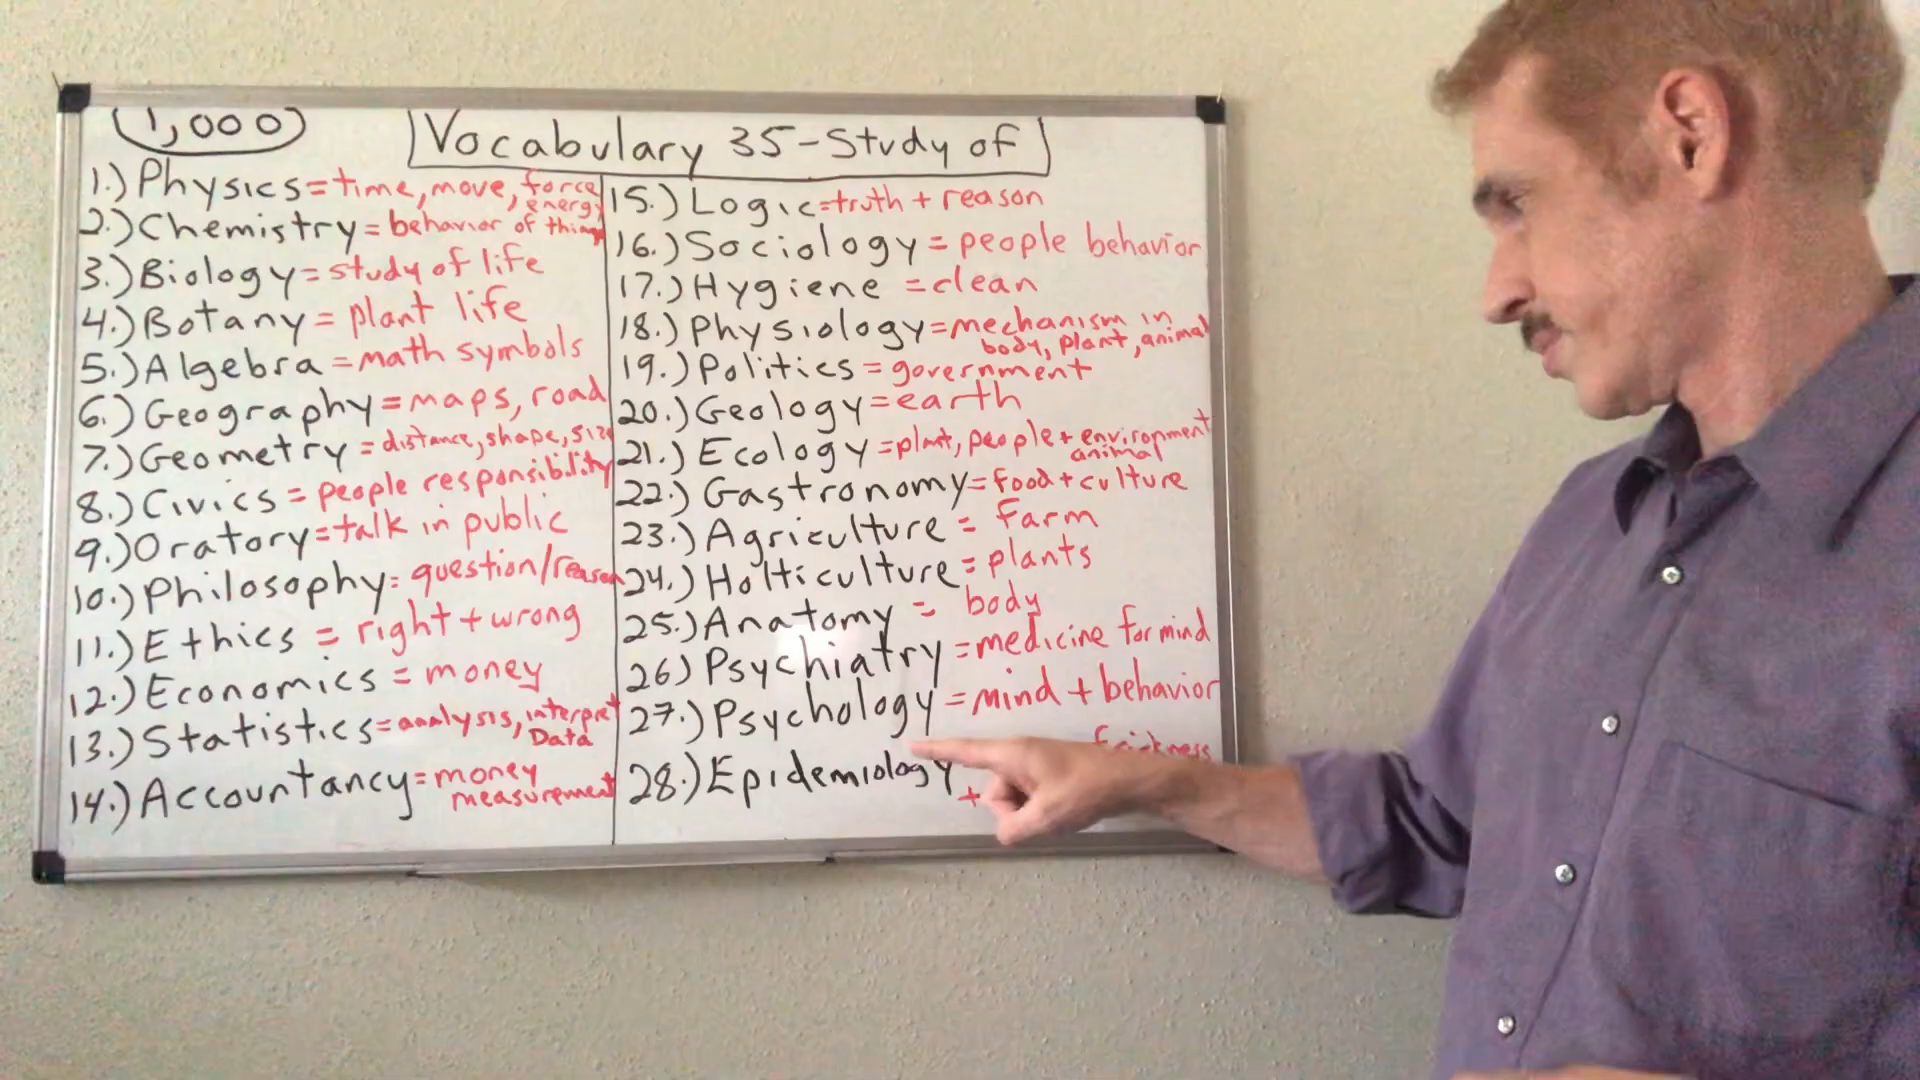 1,000
Vocabulary 35-Study of
1.) Physics = time, move, force
energy
2.) Chemistry = behavior of things
3.) Biology = study of life
4.) Botany = plant life
5.) Algebra = math symbols
6.) Geography = maps, road
7.) Geometry = distance, shape, size
8.) Civics = people responsibility
9.) Oratory = talk in public
10.) Philosophy = question/reason
11.) Ethics = right + wrong
12.) Economics = money
13.) Statistics = analysis, interpret
Data
14.) Accountancy = money
measurement
15.) Logic = truth + reason
16.) Sociology = people behavior
17.) Hygiene = clean
18.) Physiology = mechanism in
body, plant, animal
19.) Politics = government
20.) Geology = earth
21.) Ecology = plant, people + environment
animal
22.) Gastronomy = food + culture
23.) Agriculture = farm
24.) Holticulture = plants
25.) Anatomy = body
26) Psychiatry = medicine for mind
27.) Psychology = mind + behavior
28.) Epidemiology
+